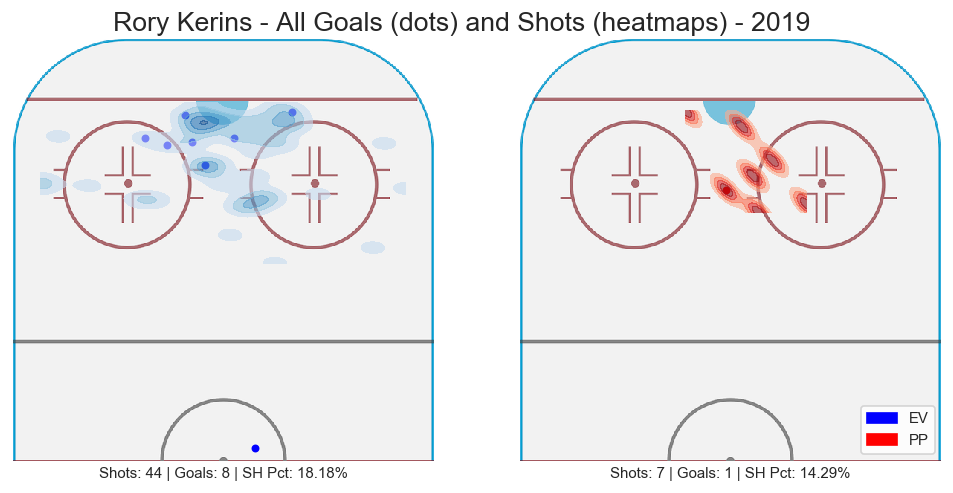 Rory Kerins - All Goals (dots) and Shots (heatmaps) - 2019
EV
PP
Shots: 44 | Goals: 8 | SH Pct: 18.18%
Shots: 7 | Goals: 1 | SH Pct: 14.29%